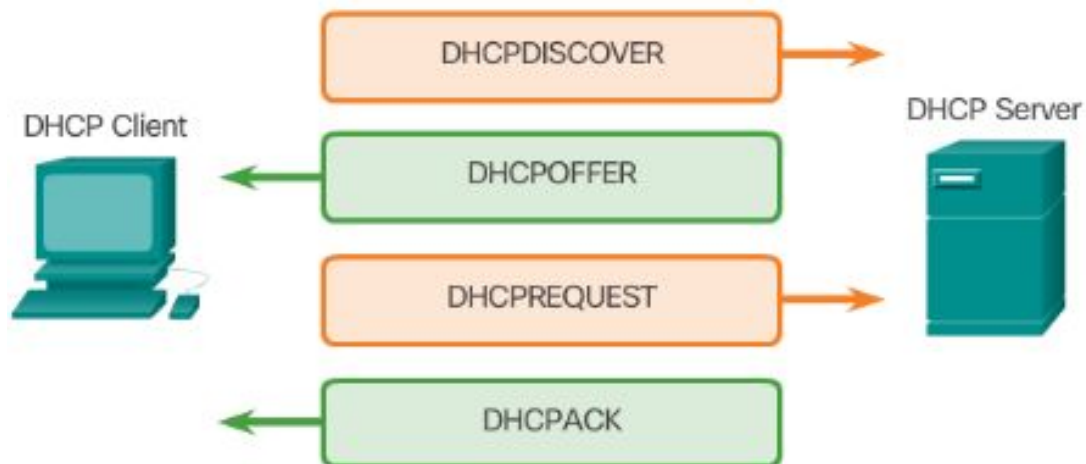 DHCPDISCOVER
DHCP Client
DHCP Server
DHCPOFFER
DHCPREQUEST
DHCPACK